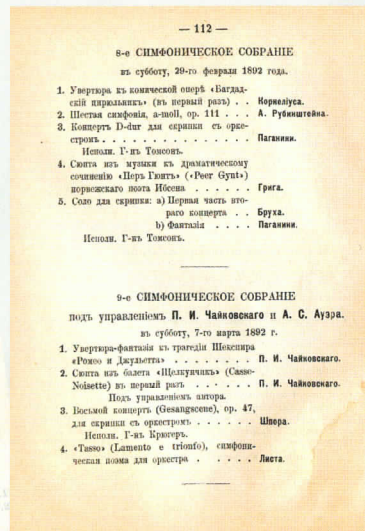 — 112 —
8-е СИМФОНИЧЕСКОЕ СОБРАНІЕ
въ субботу, 29-го февраля 1892 года.
1. Увертюра къ комической оперѣ «Багдад-
скій цирюльникъ» (въ первый разъ) . . Корнеліуса.
2. Шестая симфонія, a-moll, op. 111 . . . А. Рубинштейна.
3. Концертъ D-dur для скрипки съ орке-
стромъ . . . . . . . . . . . . . Паганини.
Исполн. Г-нъ Томсонъ.
4. Сюита изъ музыки къ драматическому
сочиненію «Перъ Гюнтъ» («Peer Gynt»)
норвежскаго поэта Ибсена . . . . . . Грига.
5. Соло для скрипки: a) Первая часть вто-
раго концерта . . Бруха.
b) Фантазія . . . . Паганини.
Исполн. Г-нъ Томсонъ.
9-е СИМФОНИЧЕСКОЕ СОБРАНІЕ
подъ управленіемъ П. И. Чайковскаго и А. С. Ауэра.
въ субботу, 7-го марта 1892 г.
1. Увертюра-фантазія къ трагедіи Шекспира
«Ромео и Джульетта» . . . . . . . П. И. Чайковскаго.
2. Сюита изъ балета «Щелкунчикъ» (Casse-
Noisette) въ первый разъ . . . . . П. И. Чайковскаго.
Подъ управленіемъ автора.
3. Восьмой концертъ (Gesangscene), op. 47,
для скрипки съ оркестромъ . . . . . Шпора.
Исполн. Г-нъ Крюгеръ.
4. «Tasso» (Lamento e trionfo), симфони-
ческая поэма для оркестра . . . . . . Листа.